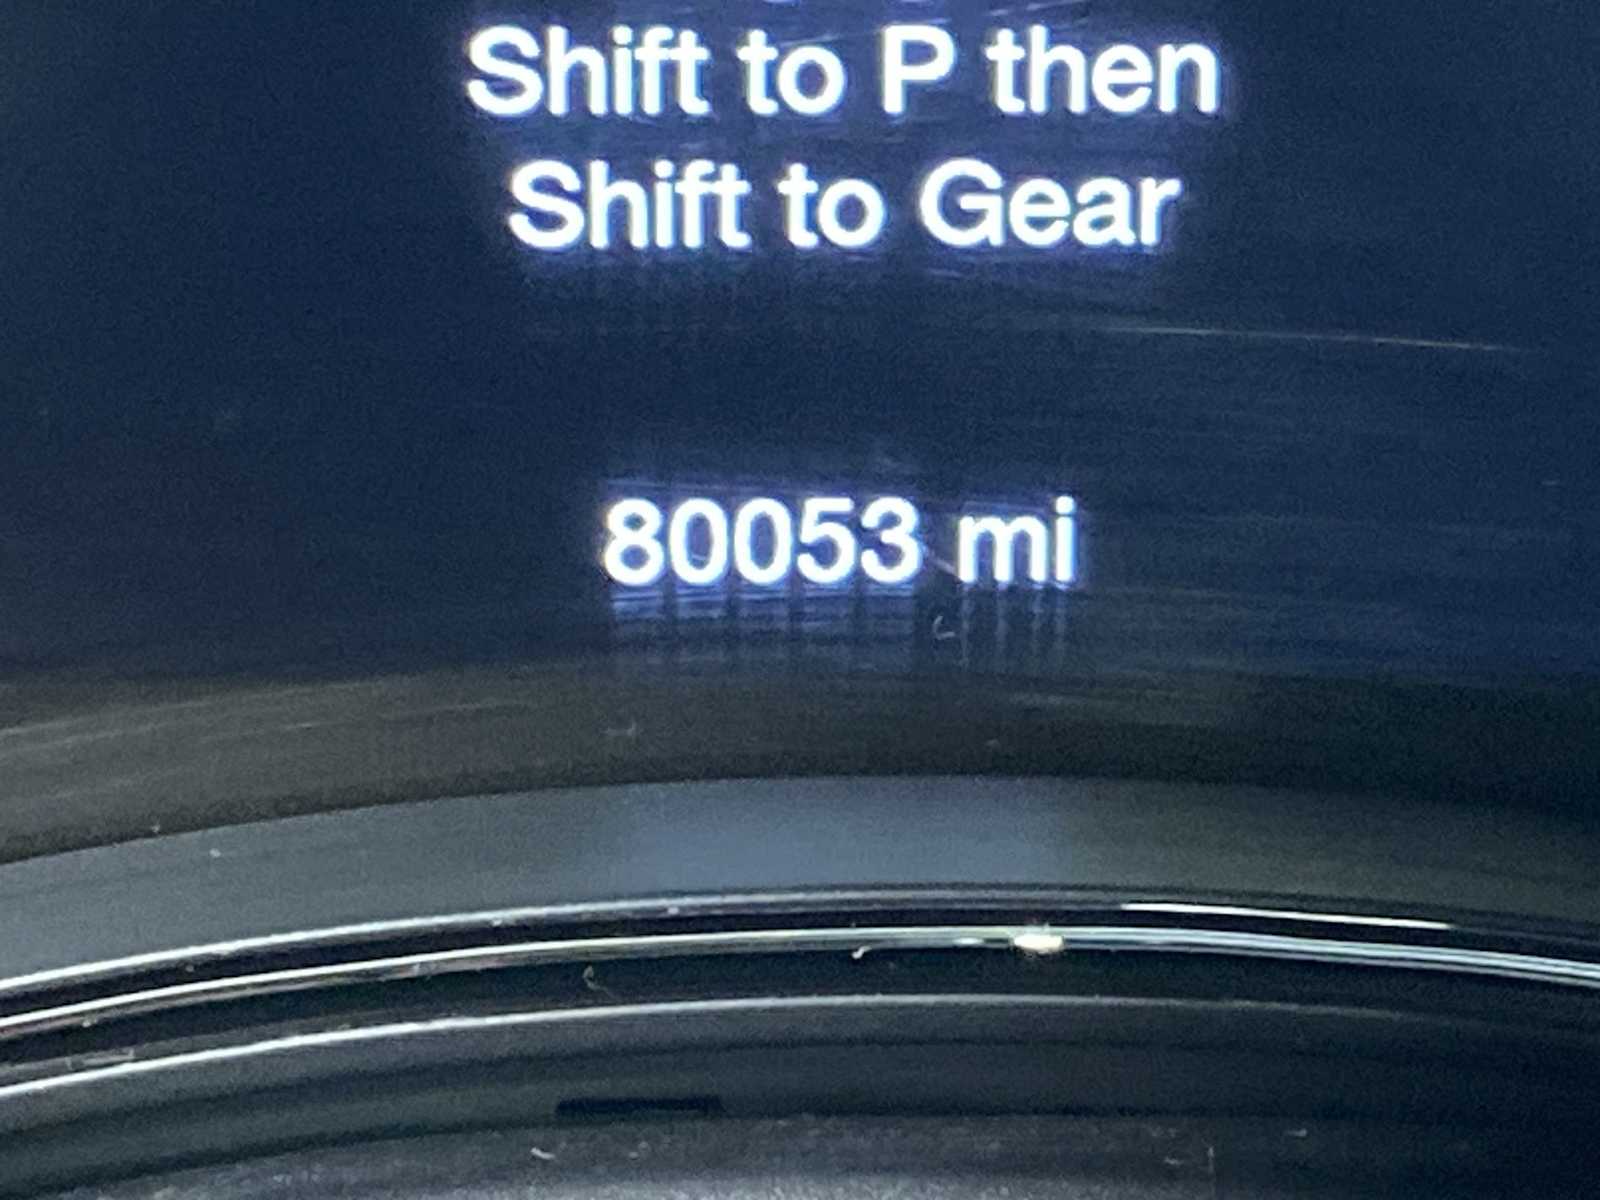 Shift to P then
Shift to Gear
80053 mi